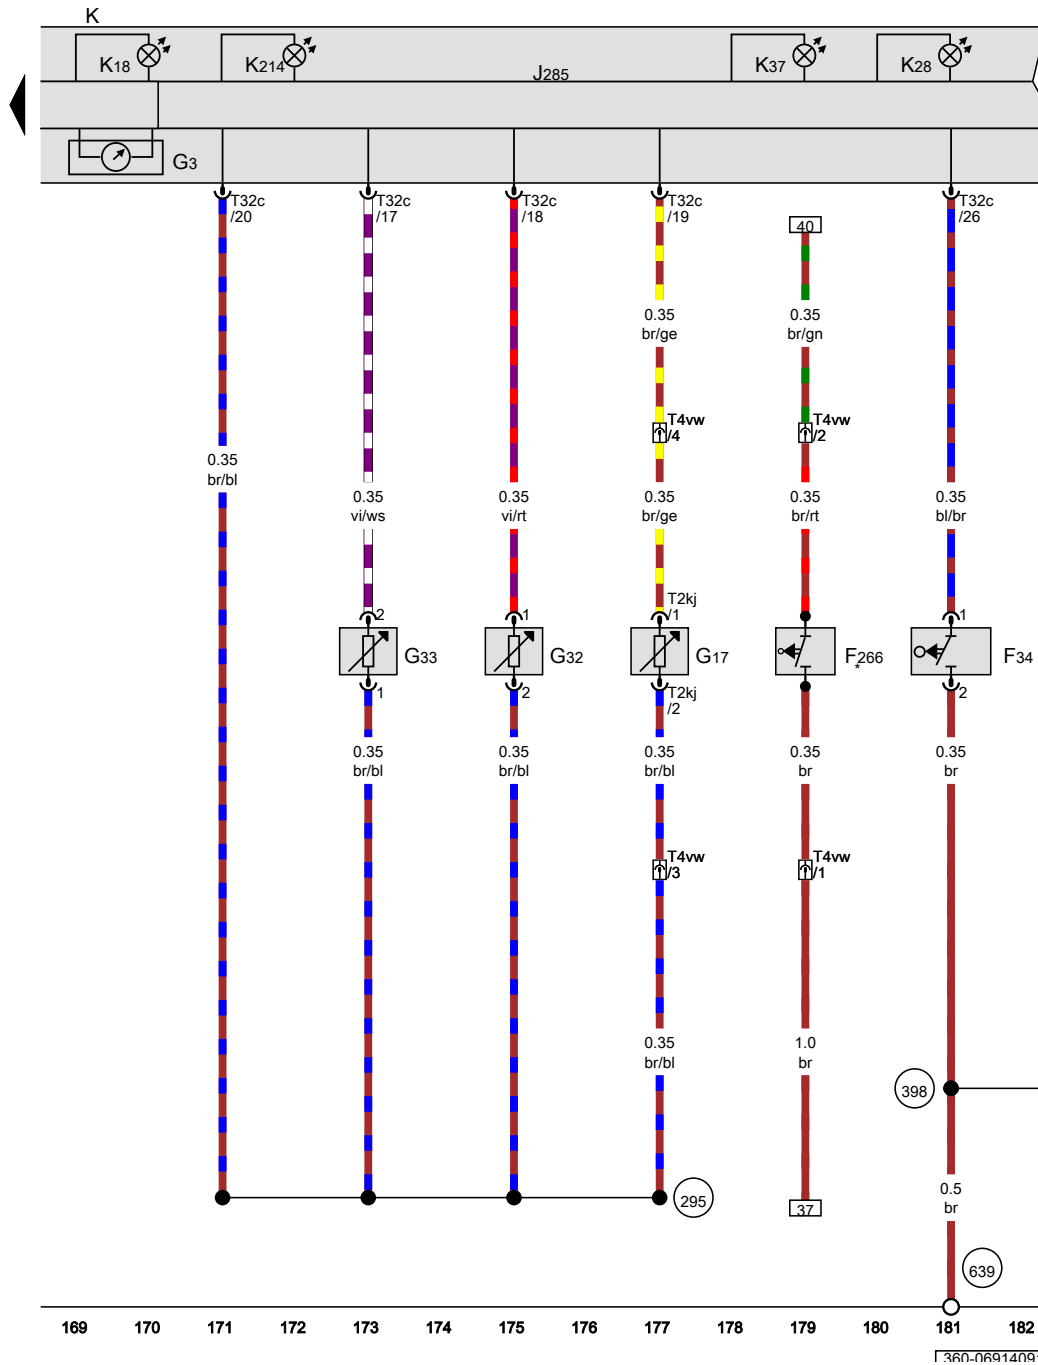 K
K18
K214
J285
K37
K28
G3
T32c
/20
T32c
/17
T32c
/18
T32c
/19
T32c
/26
40
0.35
br/ge
0.35
br/gn
T4vw
/4
T4vw
/2
0.35
br/bl
0.35
vi/ws
0.35
vi/rt
0.35
br/ge
0.35
br/rt
0.35
bl/br
2
1
T2kj
/1
1
G33
G32
G17
F266
*
F34
1
2
T2kj
/2
2
0.35
br/bl
0.35
br/bl
0.35
br/bl
0.35
br
0.35
br
T4vw
/3
T4vw
/1
0.35
br/bl
1.0
br
398
295
37
0.5
br
639
169 170 171 172 173 174 175 176 177 178 179 180 181 182